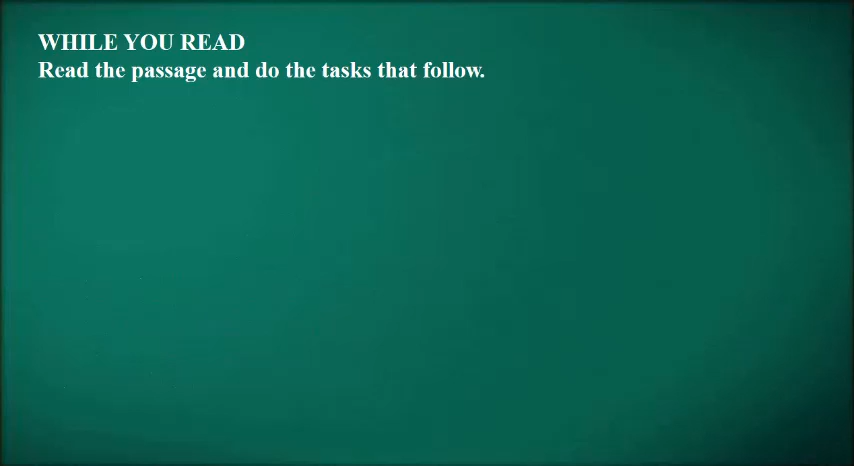 WHILE YOU READ
Read the passage and do the tasks that follow.